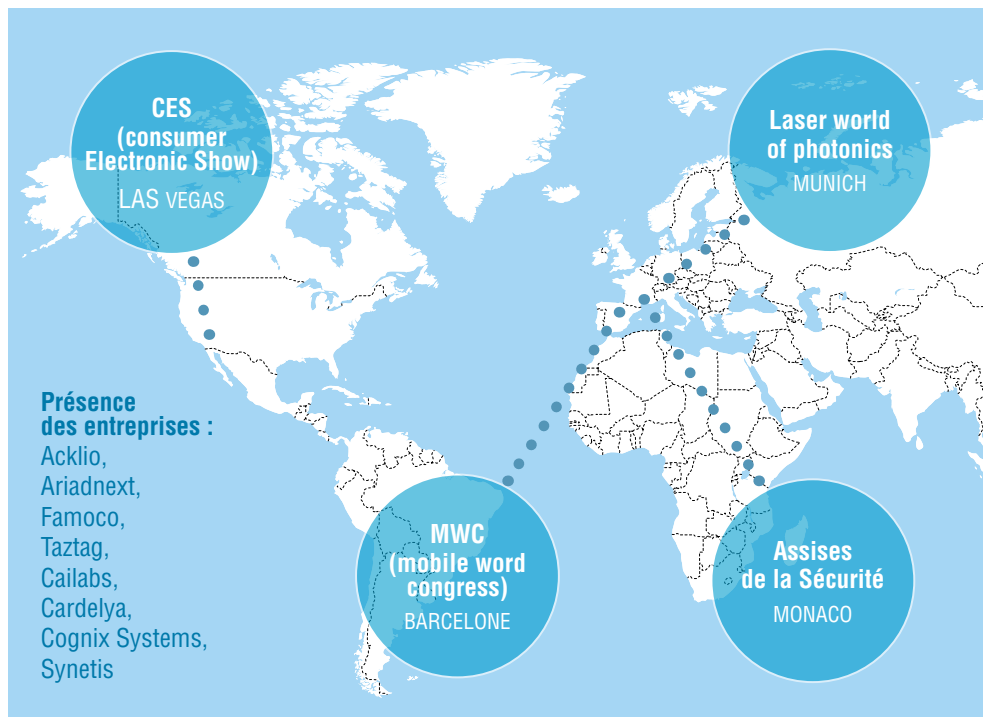 CES
(consumer
Electronic Show)
LAS VEGAS
Laser world
of photonics
MUNICH
Présence
des entreprises :
Acklio,
Ariadnext,
Famoco,
Taztag,
Cailabs,
Cardelya,
Cognix Systems,
Synetis
MWC
(mobile word
congress)
BARCELONE
Assises
de la Sécurité
MONACO